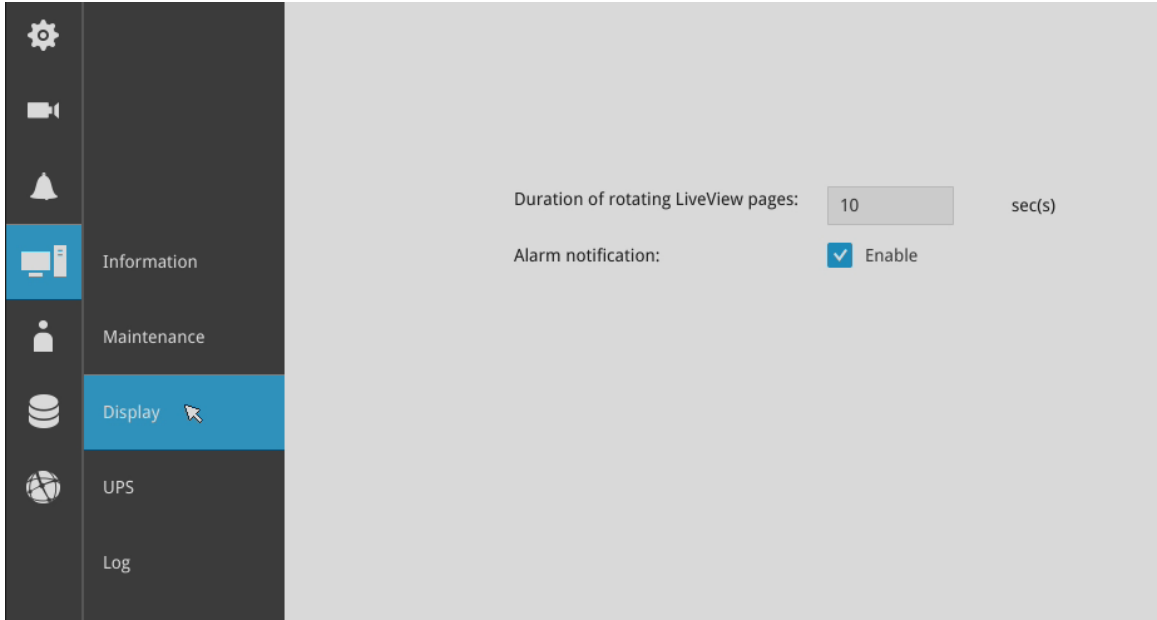 Duration of rotating LiveView pages: 10 sec(s)
Alarm notification: Enable
Information
Maintenance
Display
UPS
Log